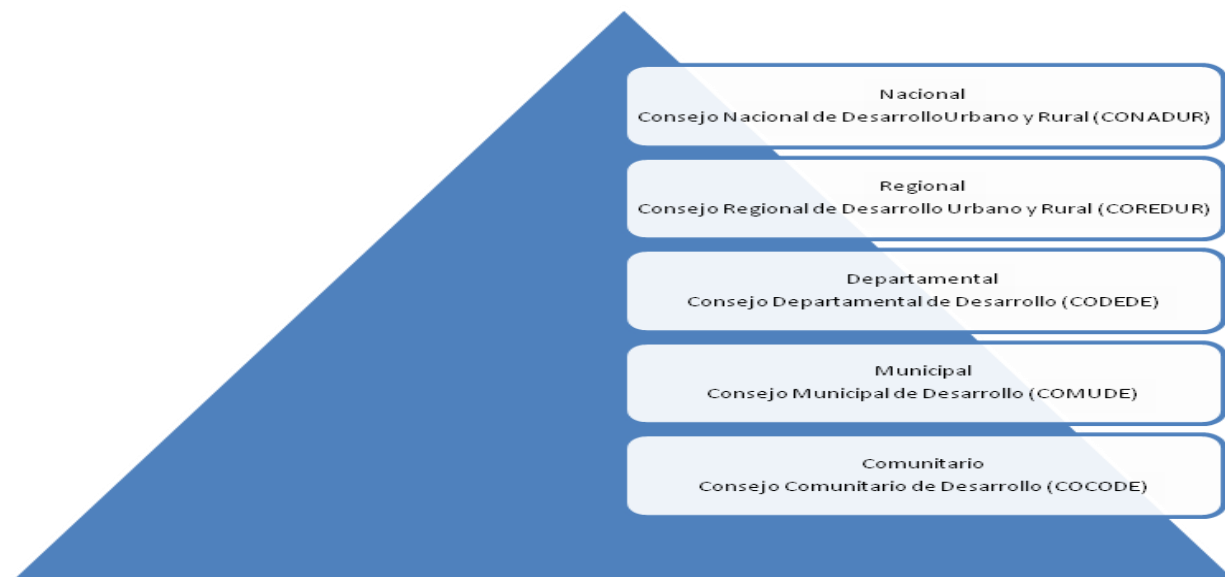 Nacional
Consejo Nacional de DesarrolloUrbano y Rural (CONADUR)
Regional
Consejo Regional de Desarrollo Urbano y Rural (COREDUR)
Departamental
Consejo Departamental de Desarrollo (CODEDE)
Municipal
Consejo Municipal de Desarrollo (COMUDE)
Comunitario
Consejo Comunitario de Desarrollo (COCODE)